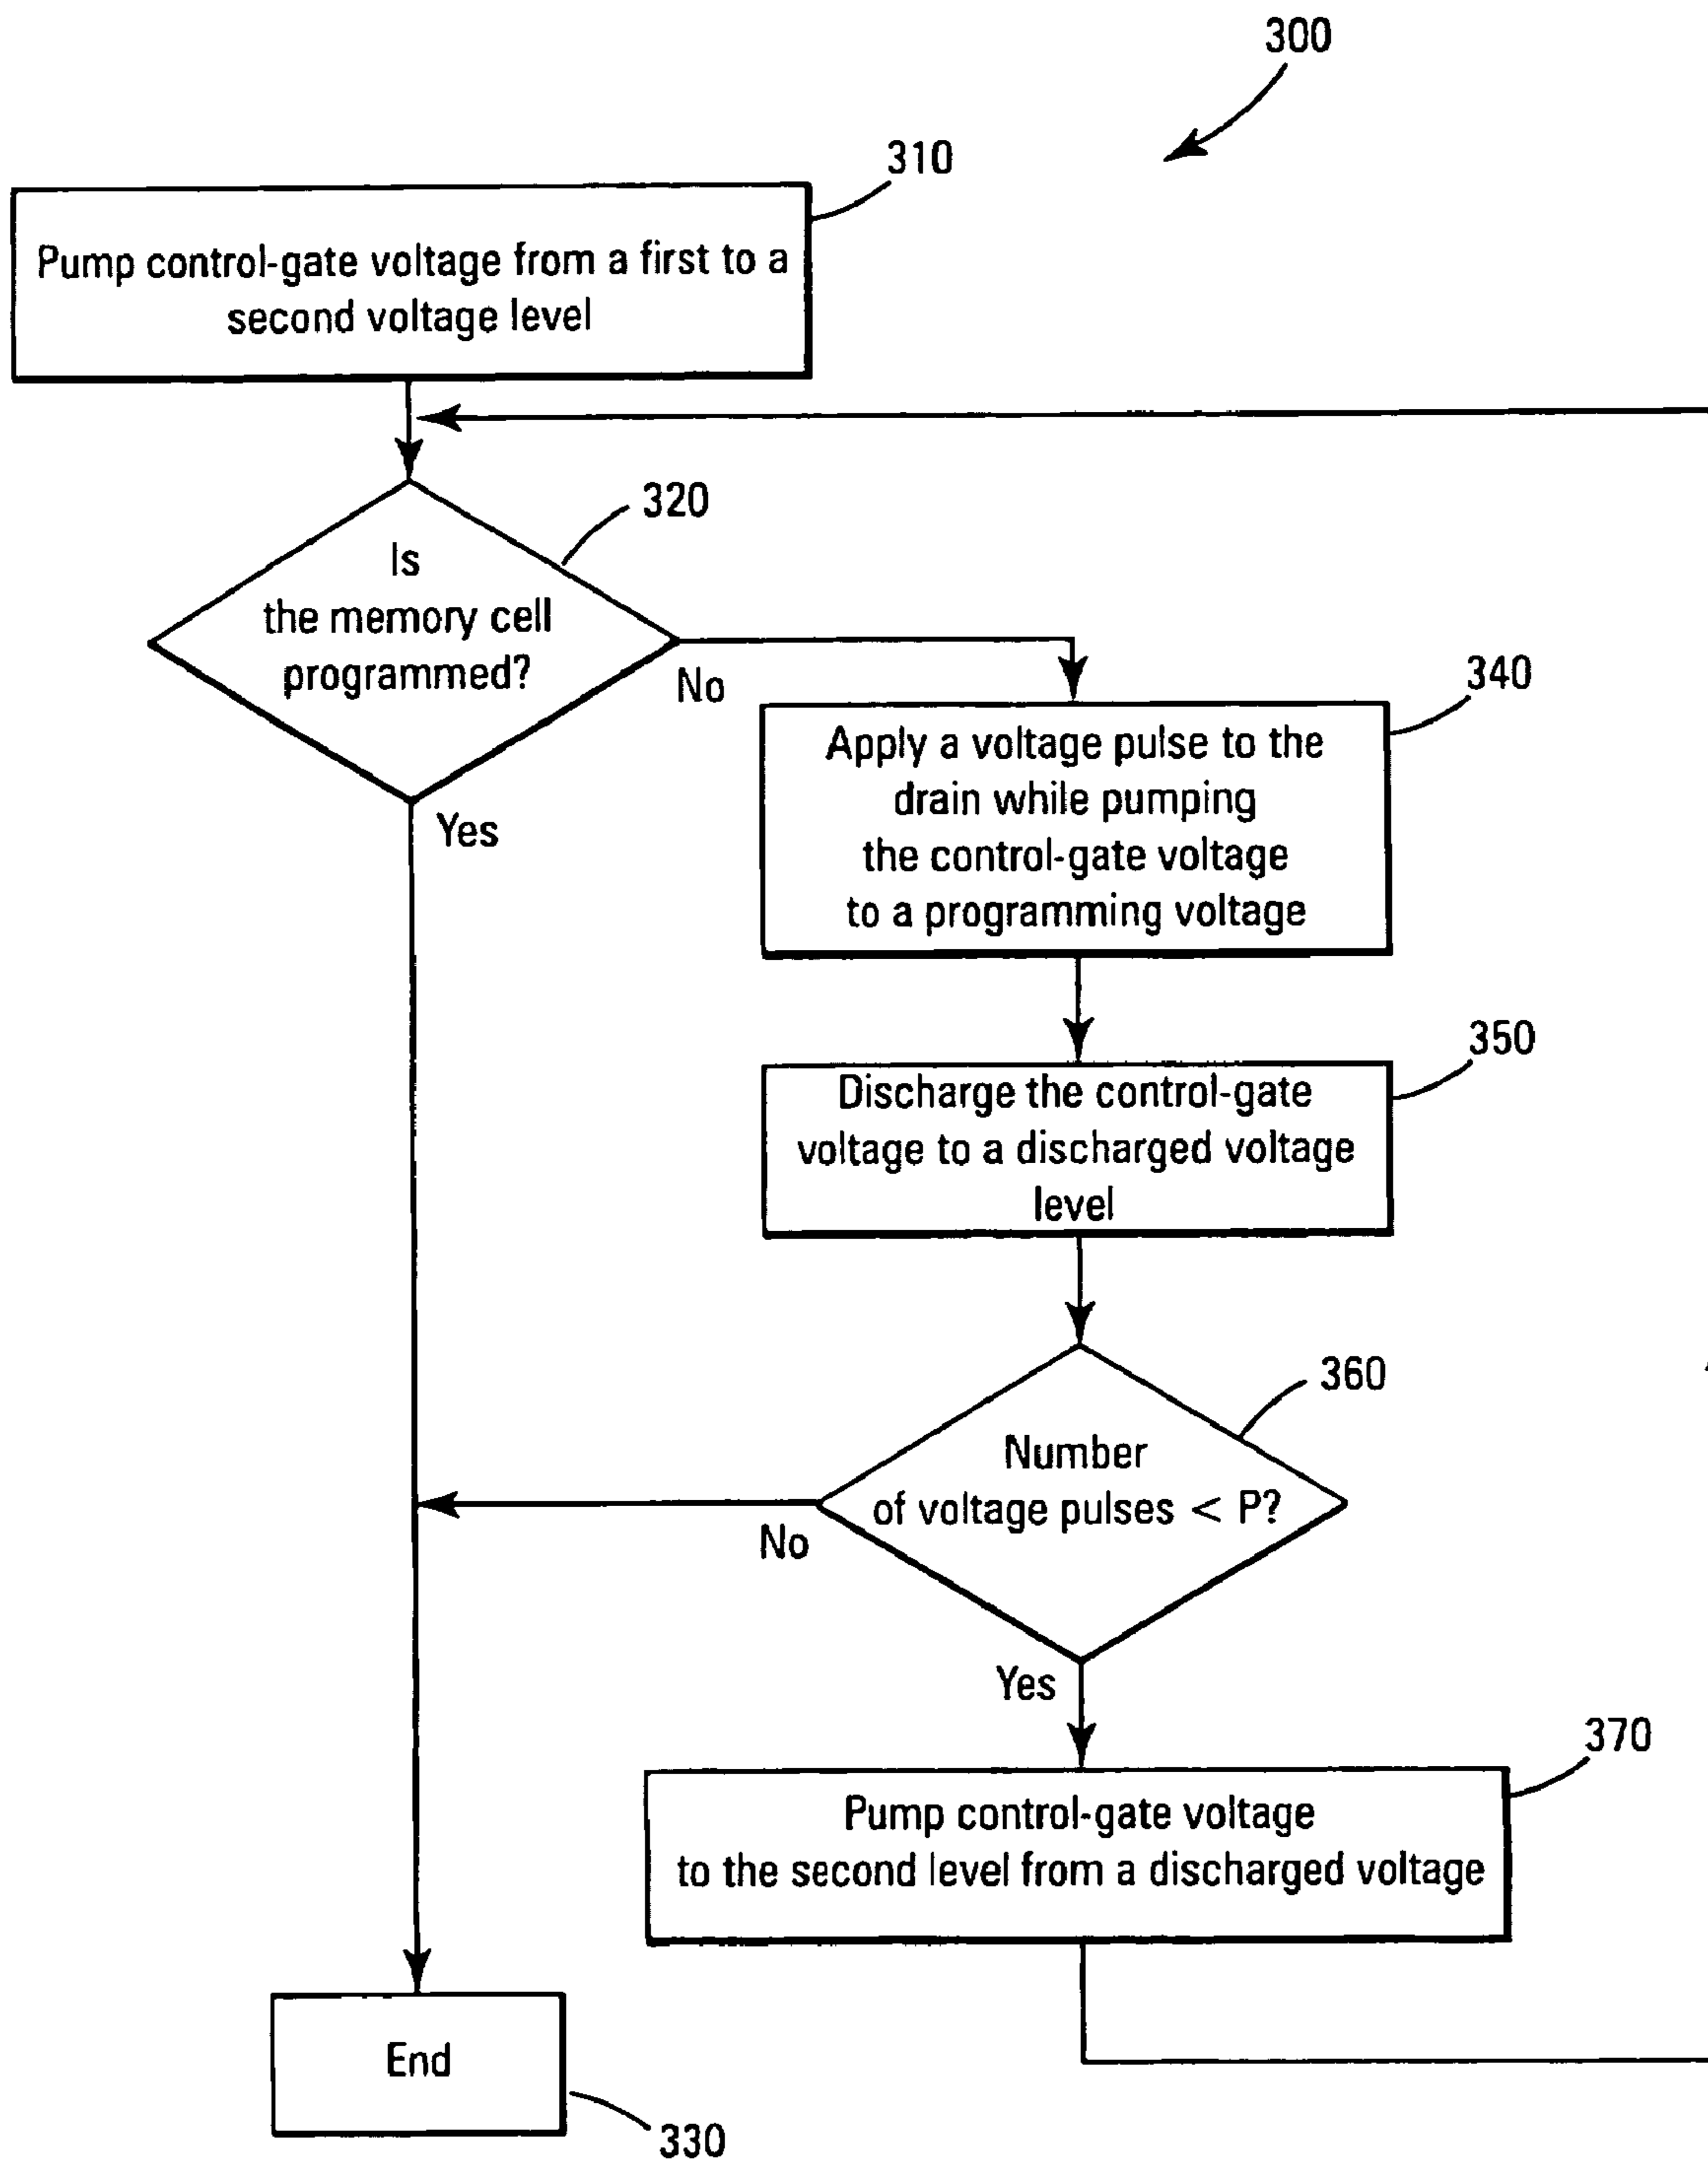 300
310
Pump control-gate voltage from a first to a
second voltage level
320
Is
the memory cell
programmed?
No
Yes
340
Apply a voltage pulse to the
drain while pumping
the control-gate voltage
to a programming voltage
350
Discharge the control-gate
voltage to a discharged voltage
level
360
Number
of voltage pulses < P?
No
Yes
370
Pump control-gate voltage
to the second level from a discharged voltage
End
330